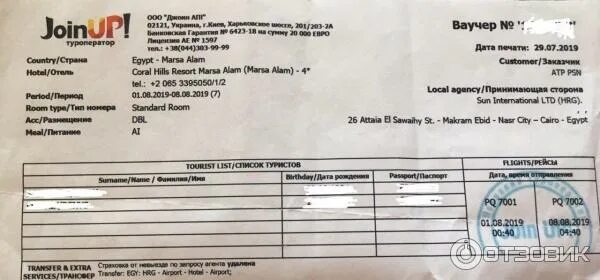 JoinUP!
туроператор
ООО "Джоин АП!"
02121, Украина, г.Киев, Харьковское шоссе, 201/203-2А
Банковская Гарантия № 6423-18 на сумму 20 000 ЕВРО
Лицензия АЕ № 1597
тел.: +38(044)303-99-99
Ваучер №
Дата печати: 29.07.2019
Country/Страна: Egypt - Marsa Alam
Hotel/Отель: Coral Hills Resort Marsa Alam (Marsa Alam) - 4*
tel.: +2 065 3395050/1/2
Period/Период: 01.08.2019-08.08.2019 (7)
Room type/Тип номера Standard Room
Acc/Размещение DBL
Meal/Питание AI
Customer/Заказчик
ATP PSN
Local agency/Принимающая сторона
Sun International LTD (HRG).
26 Attaia El Sawaihy St. - Makram Ebid - Nasr City - Cairo - Egypt
TOURIST LIST/СПИСОК ТУРИСТОВ
FLIGHTS/РЕЙСЫ
Surname/Name / Фамилия/Имя Birthday/Дата рождения Passport/Паспорт Дата, время отправления
PQ 7001 PQ 7002
01.08.2019 08.08.2019
00:40 04:40
Join UP!
TRANSFER & EXTRA SERVICES/ТРАНСФЕР
Страховка от невыезда по запросу агента удалена
Transfer: EGY: HRG - Airport - Hotel - Airport;
ОТЗОВИК